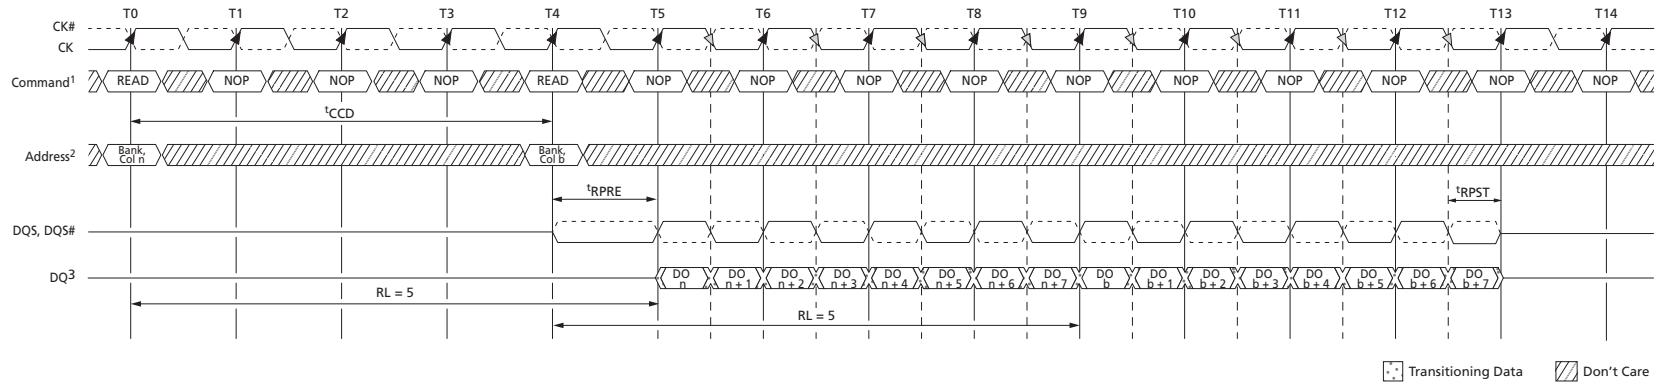 T0 T1 T2 T3 T4 T5 T6 T7 T8 T9 T10 T11 T12 T13 T14
CK#
CK
Command1 READ NOP NOP NOP READ NOP NOP NOP NOP NOP NOP NOP NOP NOP NOP
tCCD
Address2 Bank, Col n Bank, Col b
tRPRE tRPST
DQS, DQS#
DQ3 DO n DO n + 1 DO n + 2 DO n + 3 DO n + 4 DO n + 5 DO n + 6 DO n + 7 DO b DO b + 1 DO b + 2 DO b + 3 DO b + 4 DO b + 5 DO b + 6 DO b + 7
RL = 5
RL = 5
Transitioning Data Don't Care